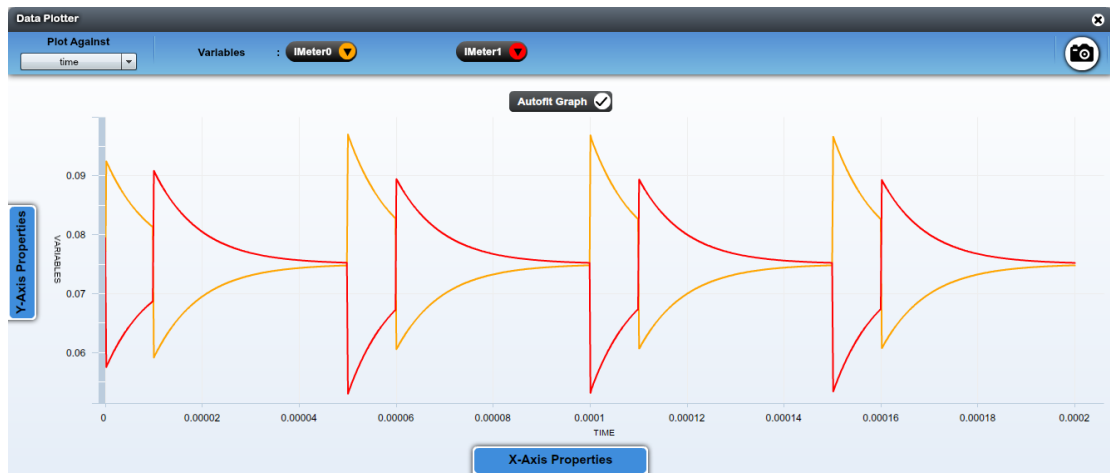 Data Plotter
Plot Against
time
Variables : IMeter0 IMeter1
Autofit Graph
Y-Axis Properties
VARIABLES
0.09
0.08
0.07
0.06
0 0.00002 0.00004 0.00006 0.00008 0.0001 0.00012 0.00014 0.00016 0.00018 0.0002
TIME
X-Axis Properties